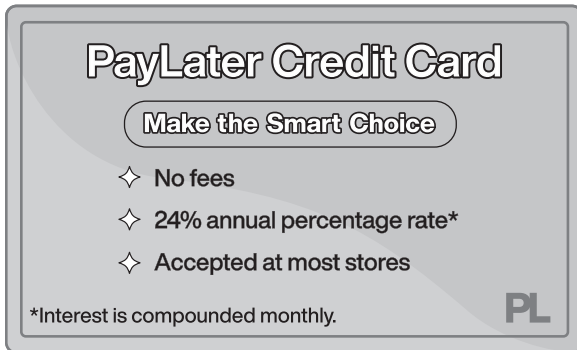 PayLater Credit Card
Make the Smart Choice
No fees
24% annual percentage rate*
Accepted at most stores
*Interest is compounded monthly.
PL